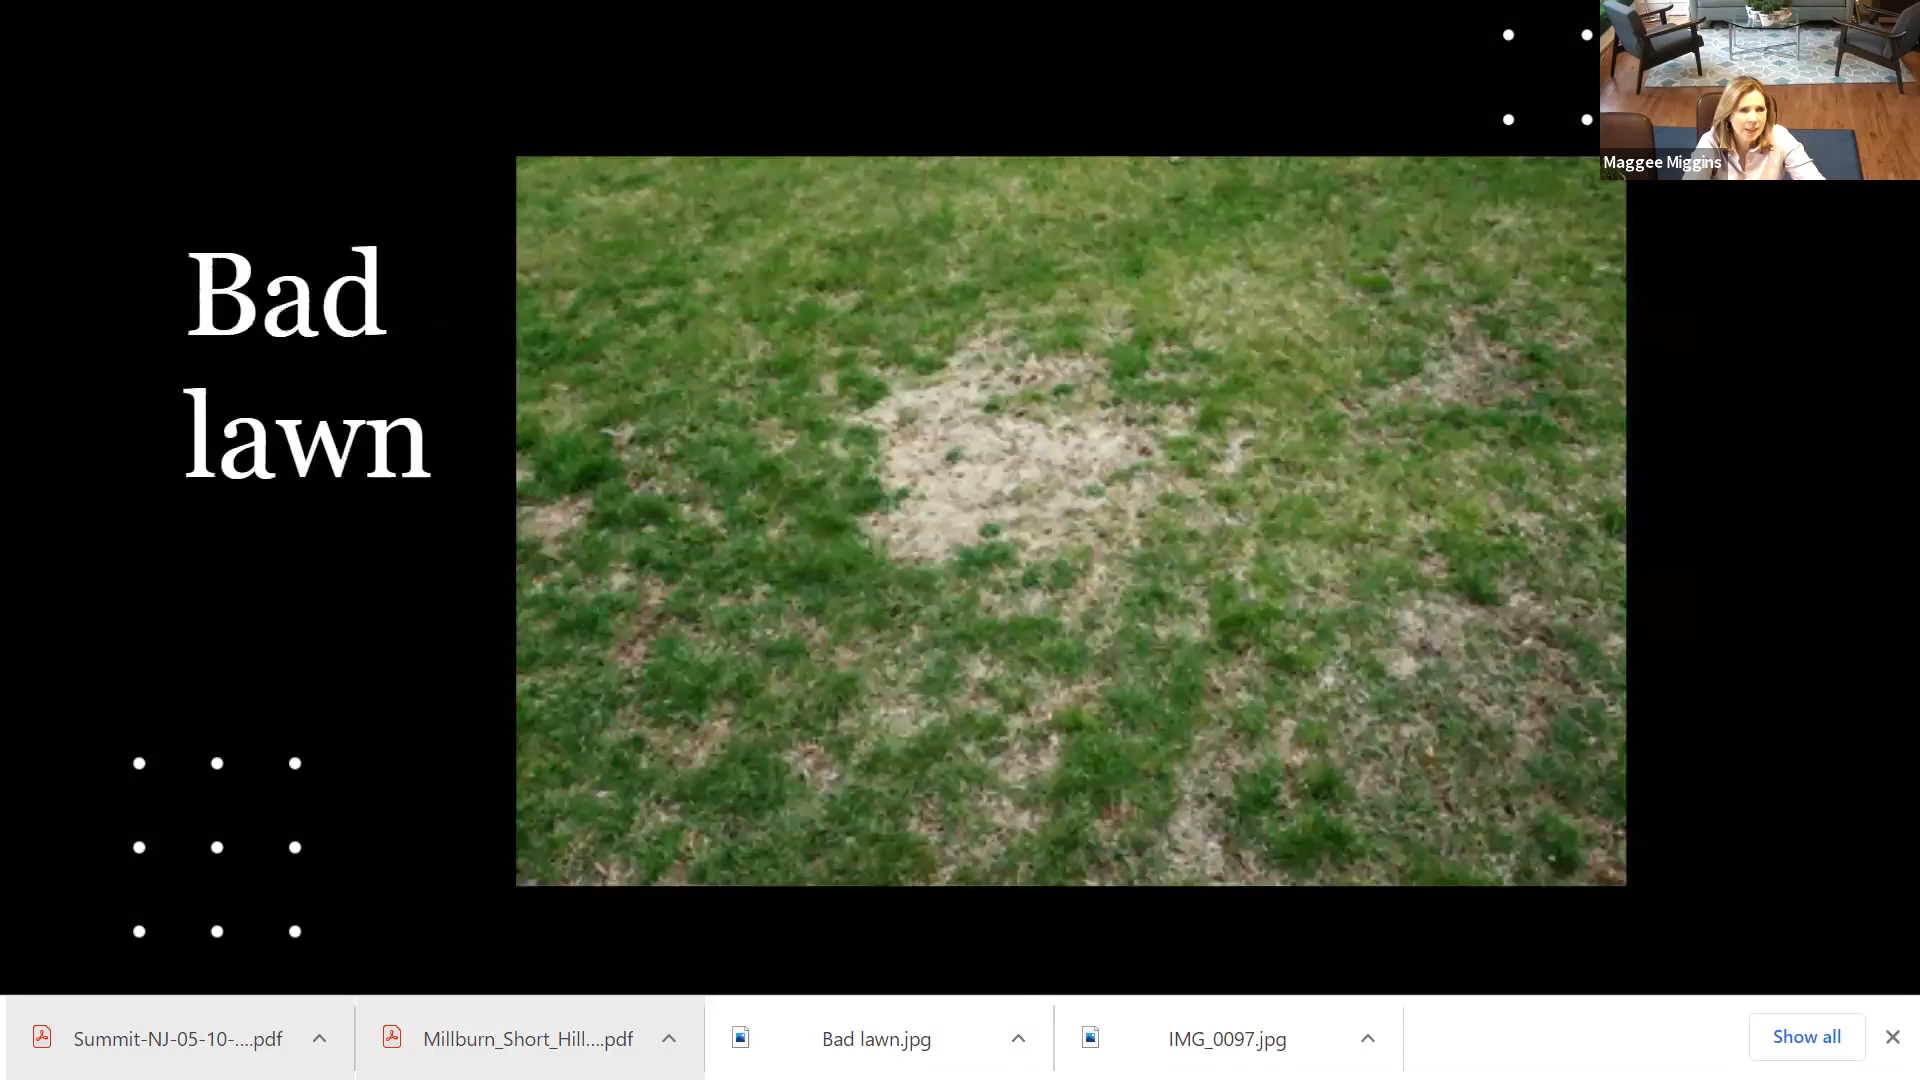 Maggee Miggins
Bad
lawn
Summit-NJ-05-10-....pdf
Millburn_Short_Hill....pdf
Bad lawn.jpg
IMG_0097.jpg
Show all